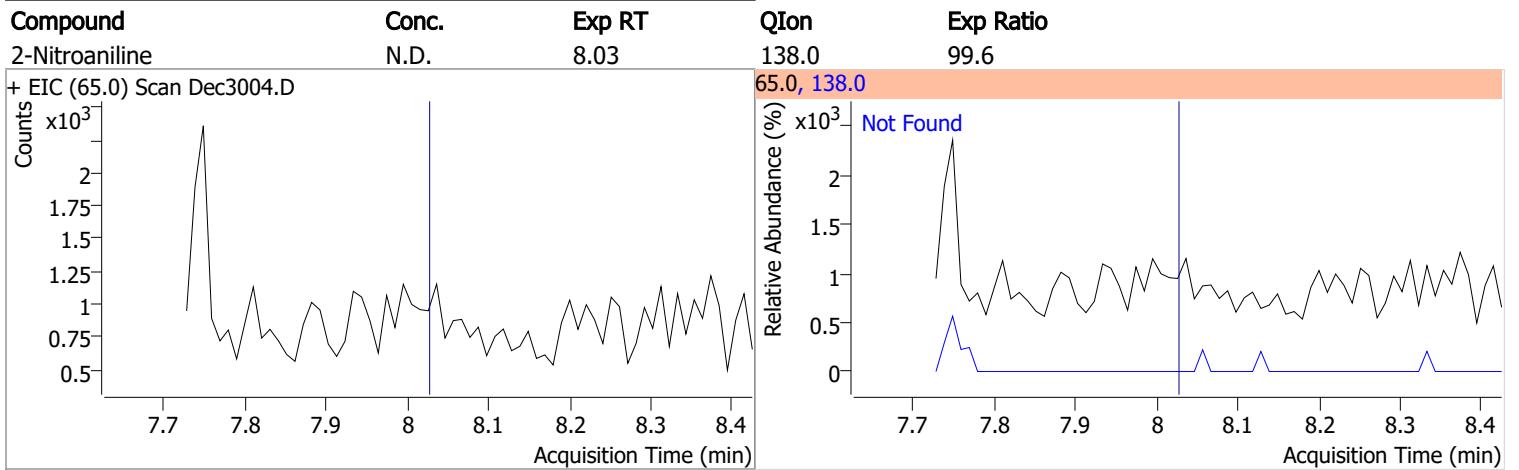 Compound Conc. Exp RT QIon Exp Ratio
2-Nitroaniline N.D. 8.03 138.0 99.6
+ EIC (65.0) Scan Dec3004.D
Counts
x10³
2
1.75
1.5
1.25
1
0.75
0.5
7.7 7.8 7.9 8 8.1 8.2 8.3 8.4
Acquisition Time (min)
65.0, 138.0
Relative Abundance (%)
x10³
Not Found
2
1.5
1
0.5
0
7.7 7.8 7.9 8 8.1 8.2 8.3 8.4
Acquisition Time (min)